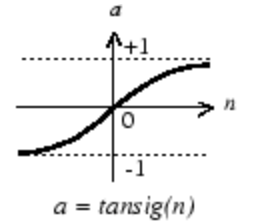 a
+1
n
0
-1
a = tansig(n)